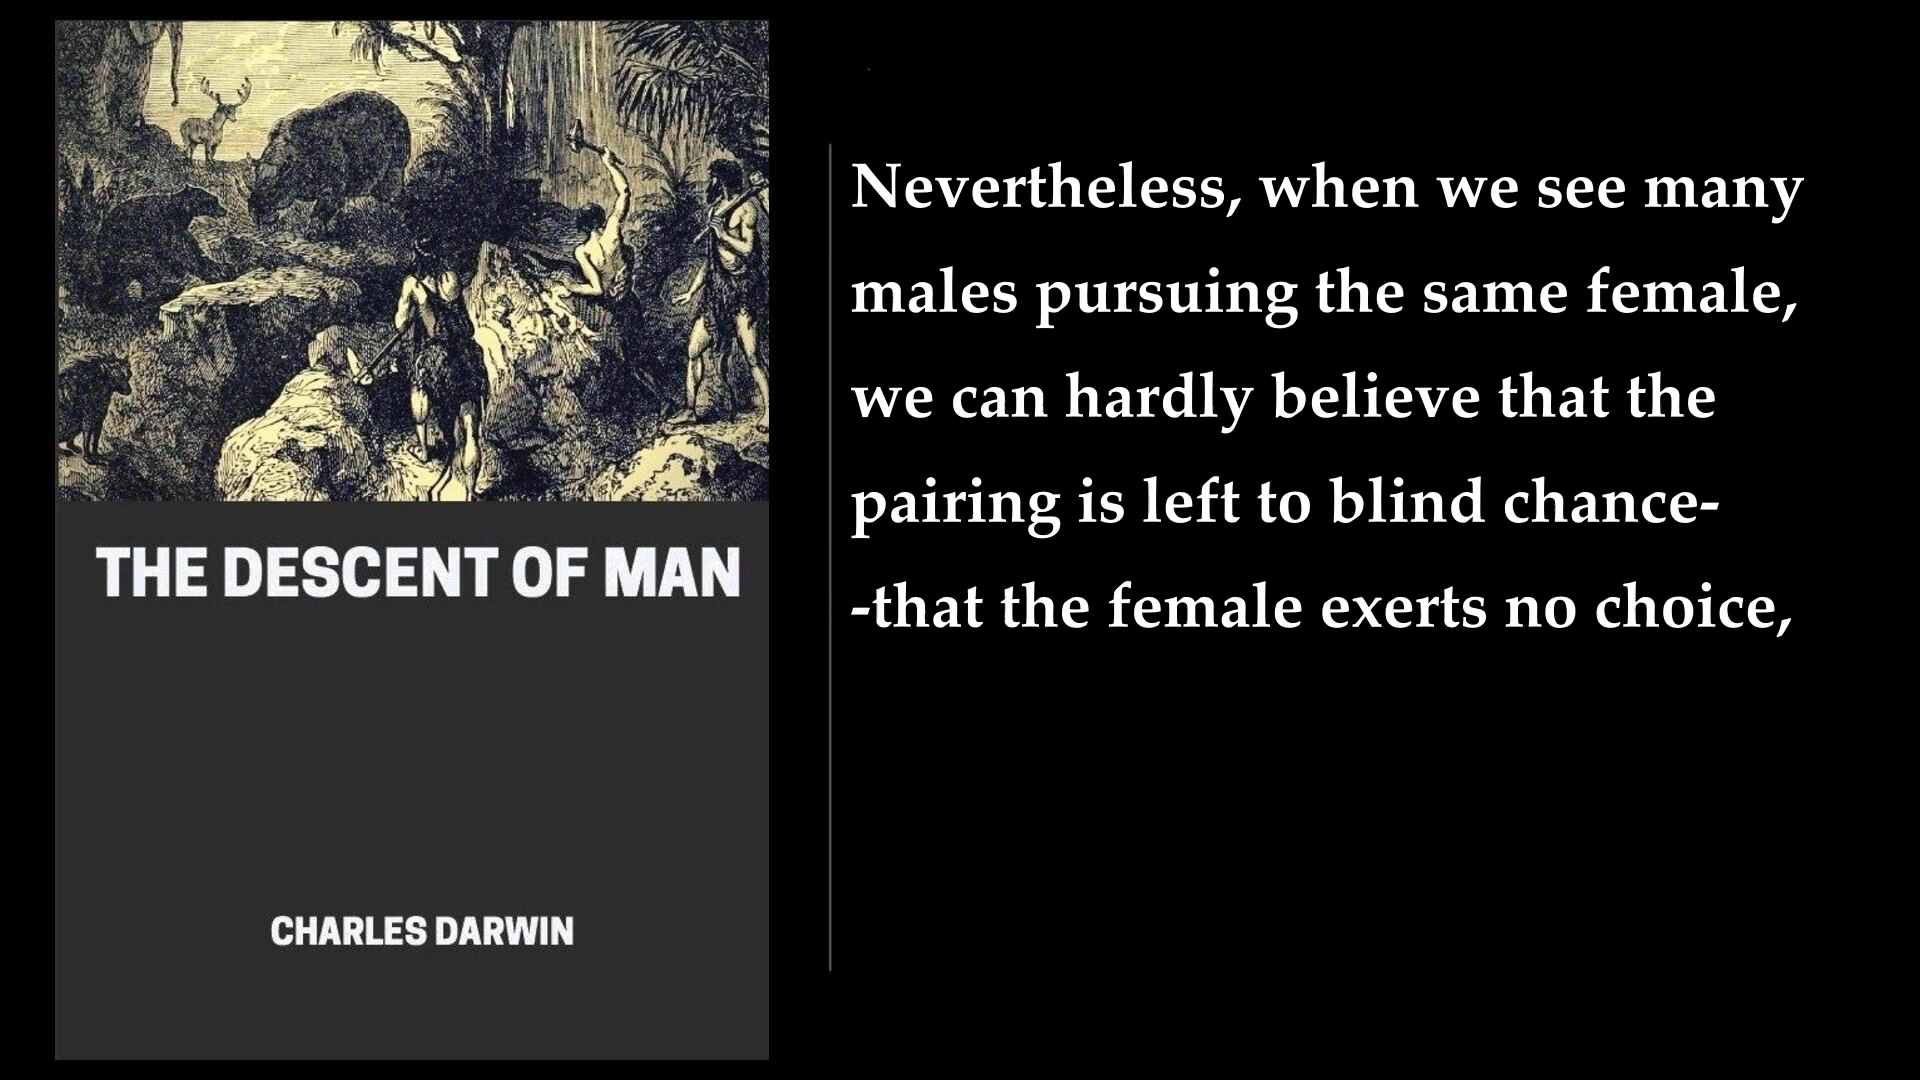 THE DESCENT OF MAN
CHARLES DARWIN
Nevertheless, when we see many
males pursuing the same female,
we can hardly believe that the
pairing is left to blind chance-
-that the female exerts no choice,